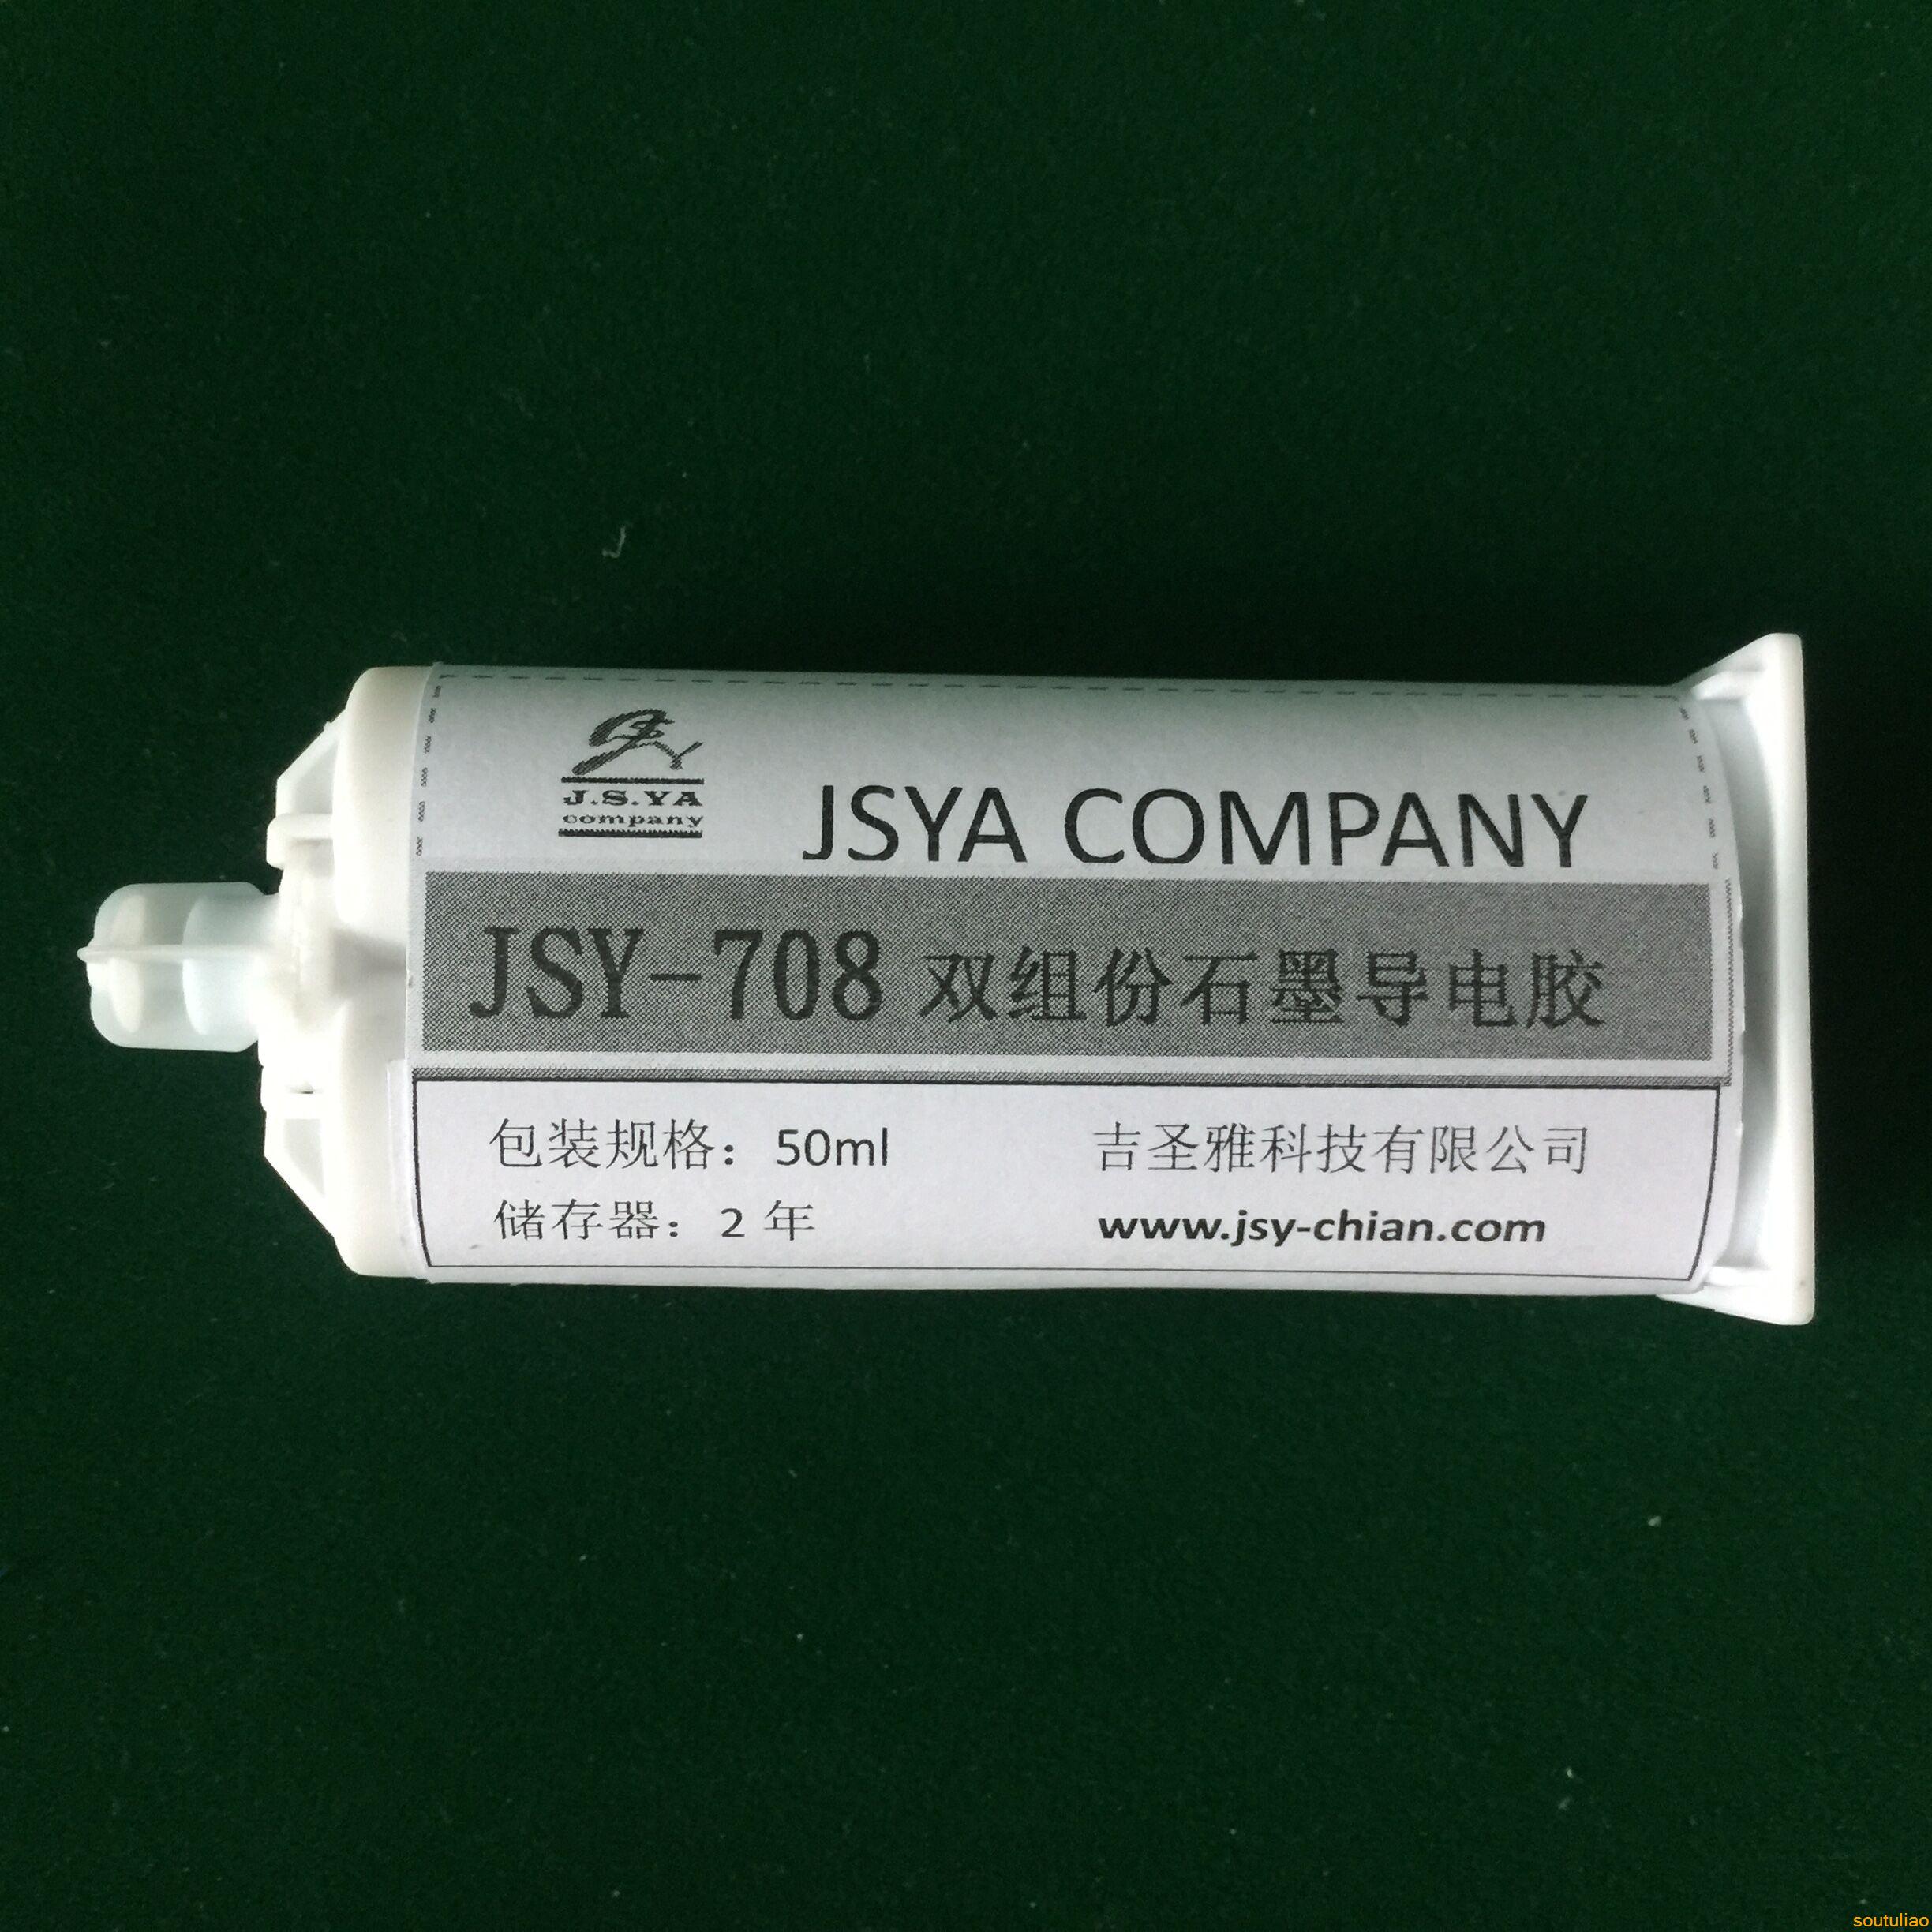 J.S.YA
company
JSYA COMPANY
JSY-708 双组份石墨导电胶
包装规格：50ml
吉圣雅科技有限公司
储存器：2 年
www.jsy-chian.com
soutuliao